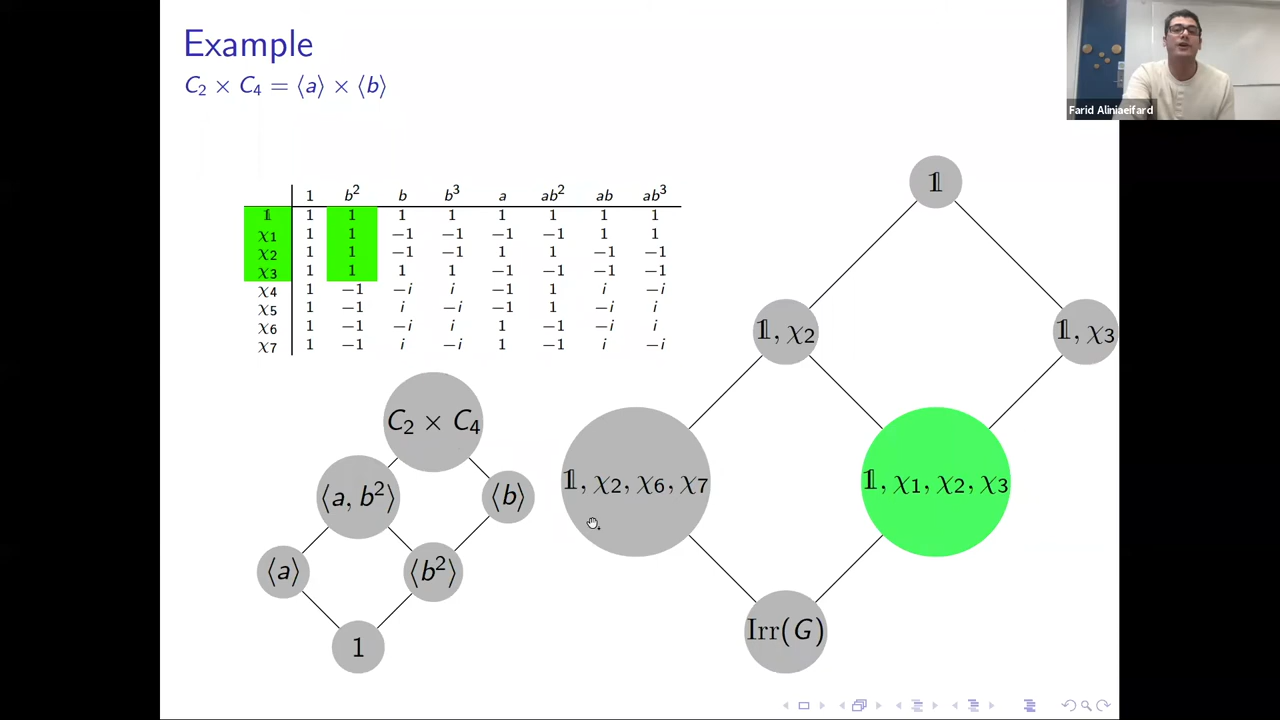 Example
C₂ × C₄ = ⟨a⟩ × ⟨b⟩
Farid Aliniaeifard
1 b² b b³ a ab² ab ab³
𝟙 1 1 1 1 1 1 1 1
χ₁ 1 1 −1 −1 −1 −1 1 1
χ₂ 1 1 −1 −1 1 1 −1 −1
χ₃ 1 1 1 1 −1 −1 −1 −1
χ₄ 1 −1 −i i −1 1 i −i
χ₅ 1 −1 i −i −1 1 −i i
χ₆ 1 −1 −i i 1 −1 −i i
χ₇ 1 −1 i −i 1 −1 i −i
C₂ × C₄
⟨a, b²⟩
⟨b⟩
⟨a⟩
⟨b²⟩
1
𝟙
𝟙, χ₂
𝟙, χ₃
𝟙, χ₂, χ₆, χ₇
𝟙, χ₁, χ₂, χ₃
Irr(G)